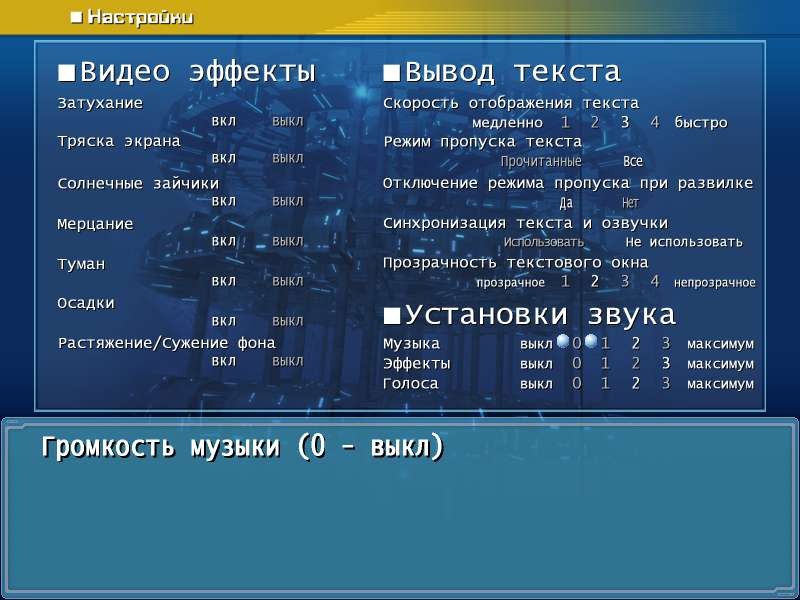 ■ Настройки
■Видео эффекты
Затухание
вкл выкл
Тряска экрана
вкл выкл
Солнечные зайчики
вкл выкл
Мерцание
вкл выкл
Туман
вкл выкл
Осадки
вкл выкл
Растяжение/Сужение фона
вкл выкл
■Вывод текста
Скорость отображения текста
медленно 1 2 3 4 быстро
Режим пропуска текста
Прочитанные Все
Отключение режима пропуска при развилке
Да Нет
Синхронизация текста и озвучки
Использовать Не использовать
Прозрачность текстового окна
прозрачное 1 2 3 4 непрозрачное
■Установки звука
Музыка выкл 0 1 2 3 максимум
Эффекты выкл 0 1 2 3 максимум
Голоса выкл 0 1 2 3 максимум
Громкость музыки (0 - выкл)